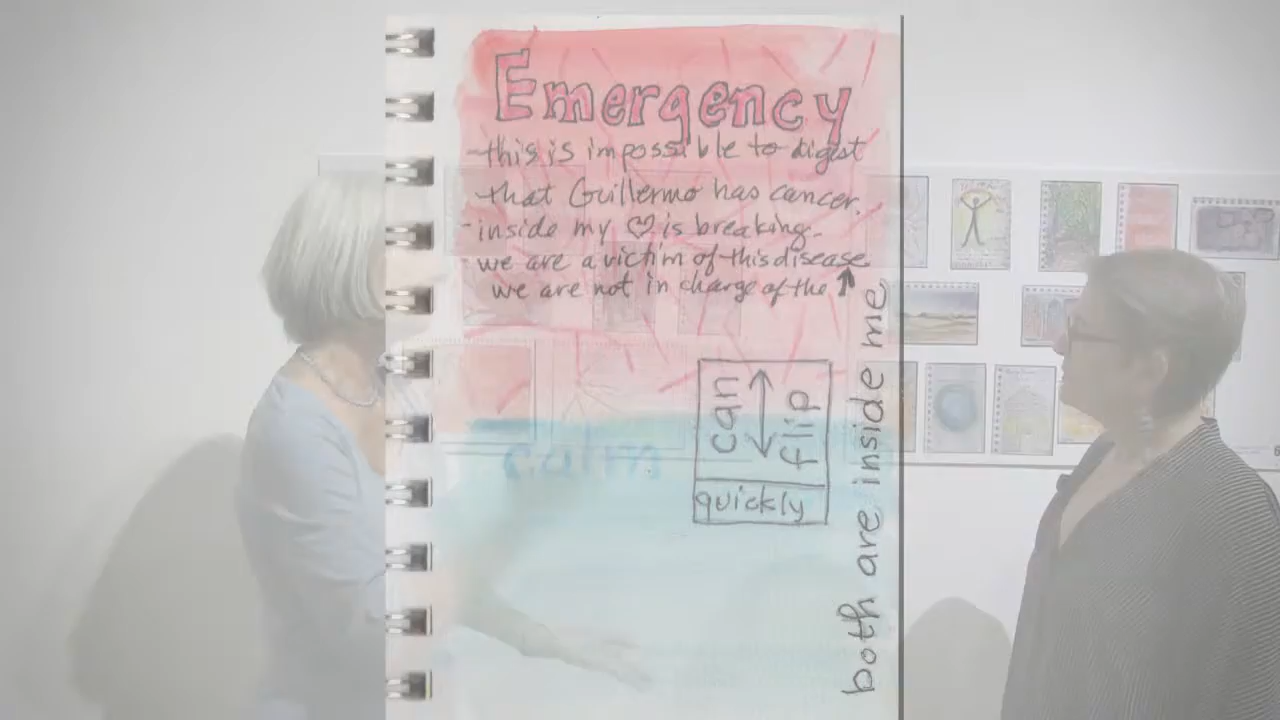 Emergency
-this is impossible to digest
-that Guillermo has cancer.
-inside my ♡ is breaking.
we are a victim of this disease
we are not in charge of the ↑
calm
can ↔ flip
quickly
both are inside me